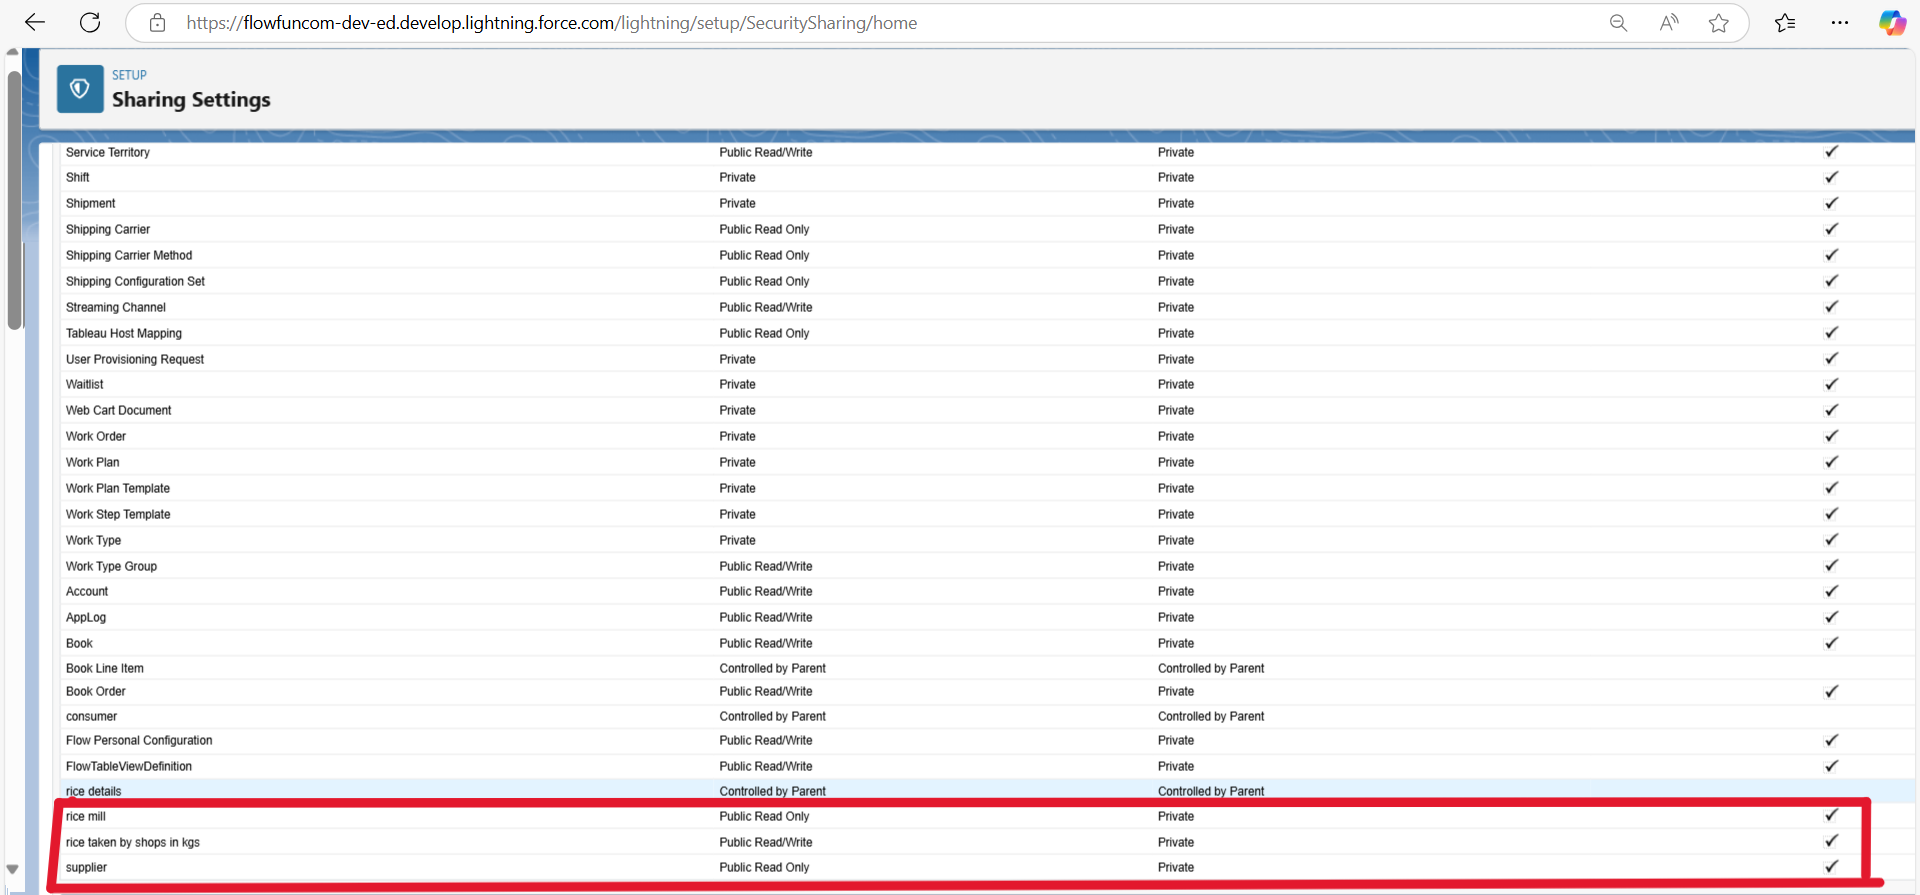 https://flowfuncom-dev-ed.develop.lightning.force.com/lightning/setup/SecuritySharing/home
SETUP
Sharing Settings
Service Territory Public Read/Write Private
Shift Private Private
Shipment Private Private
Shipping Carrier Public Read Only Private
Shipping Carrier Method Public Read Only Private
Shipping Configuration Set Public Read Only Private
Streaming Channel Public Read/Write Private
Tableau Host Mapping Public Read Only Private
User Provisioning Request Private Private
Waitlist Private Private
Web Cart Document Private Private
Work Order Private Private
Work Plan Private Private
Work Plan Template Private Private
Work Step Template Private Private
Work Type Private Private
Work Type Group Public Read/Write Private
Account Public Read/Write Private
AppLog Public Read/Write Private
Book Public Read/Write Private
Book Line Item Controlled by Parent Controlled by Parent
Book Order Public Read/Write Private
consumer Controlled by Parent Controlled by Parent
Flow Personal Configuration Public Read/Write Private
FlowTableViewDefinition Public Read/Write Private
rice details Controlled by Parent Controlled by Parent
rice mill Public Read Only Private
rice taken by shops in kgs Public Read/Write Private
supplier Public Read Only Private